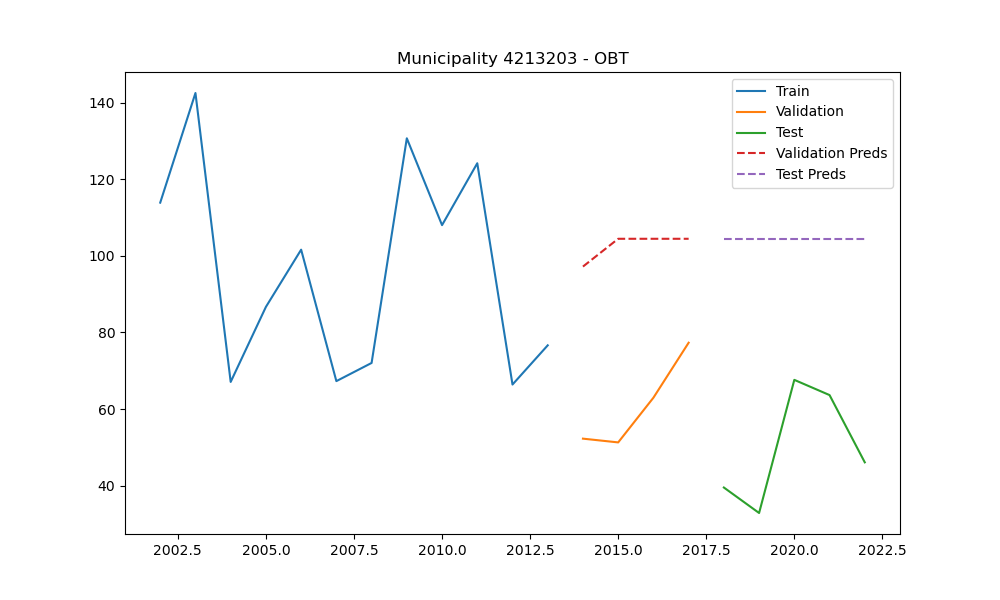 Municipality 4213203 - OBT
Train
Validation
Test
Validation Preds
Test Preds
140
120
100
80
60
40
2002.5 2005.0 2007.5 2010.0 2012.5 2015.0 2017.5 2020.0 2022.5